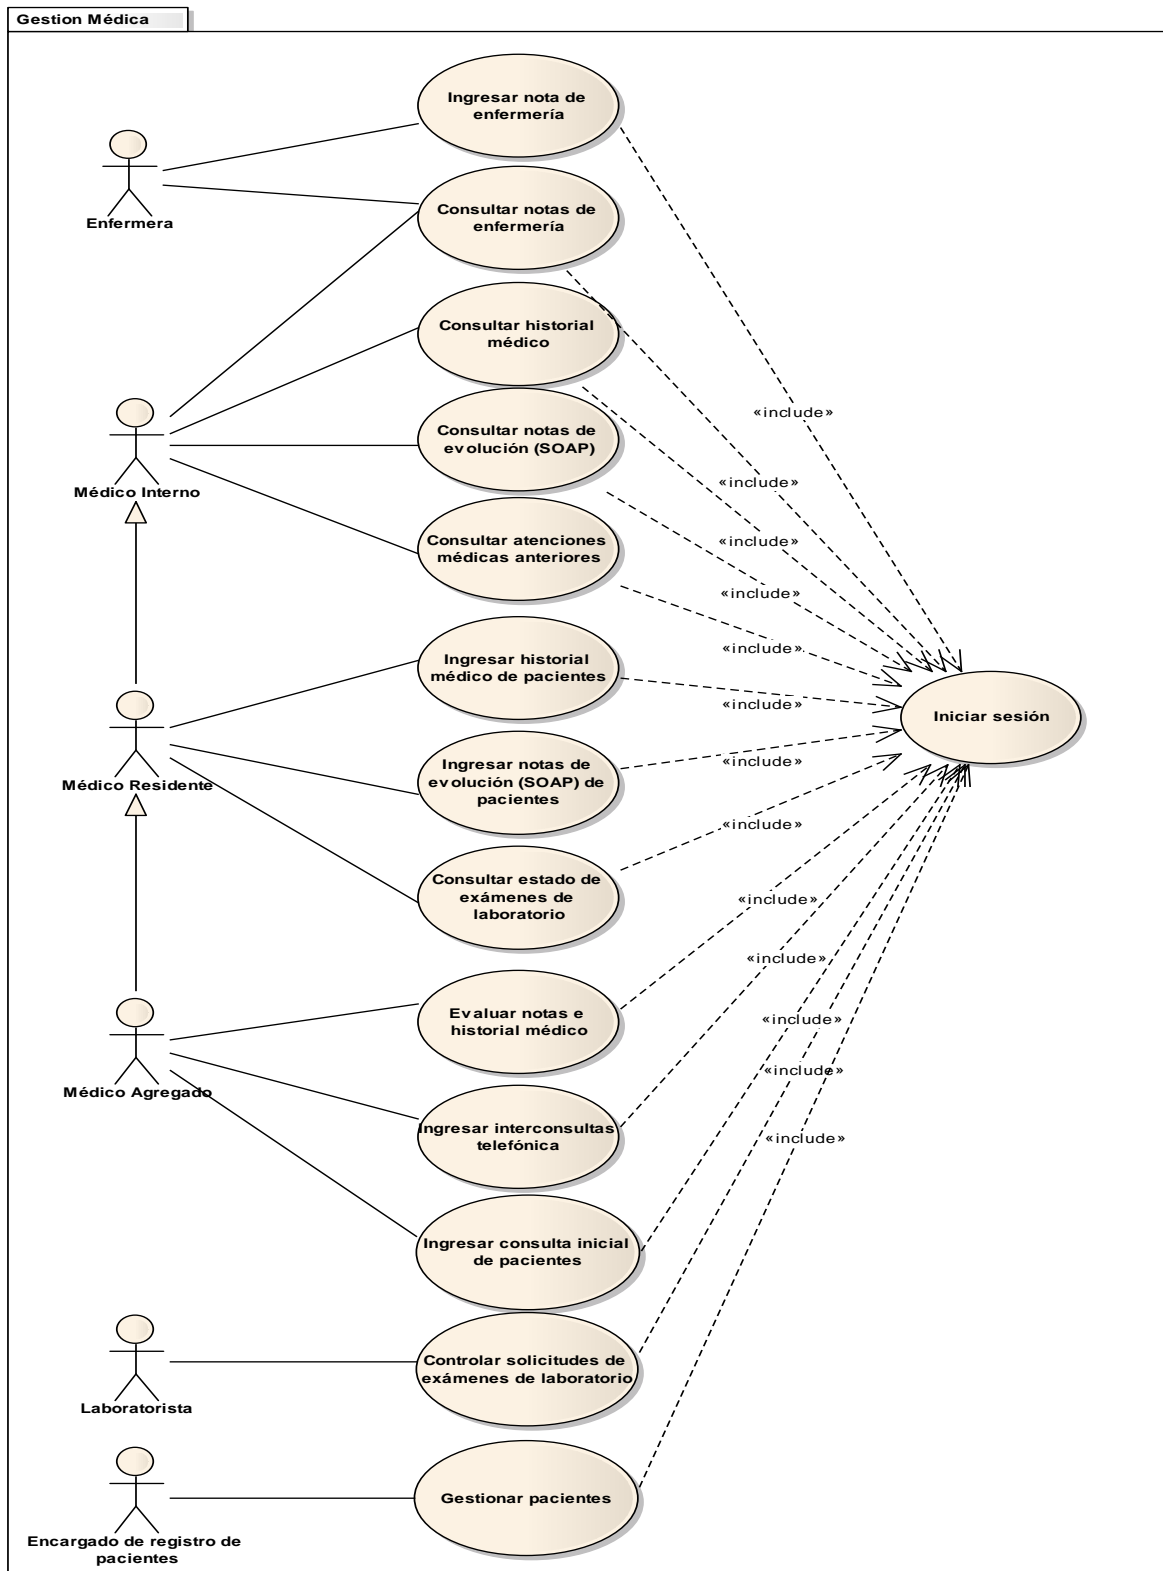 Gestion Médica
Ingresar nota de
enfermería
Enfermera
Consultar notas de
enfermería
Consultar historial
médico
Médico Interno
Consultar notas de
evolución (SOAP)
Consultar atenciones
médicas anteriores
Ingresar historial
médico de pacientes
Médico Residente
Ingresar notas de
evolución (SOAP) de
pacientes
Consultar estado de
exámenes de
laboratorio
Médico Agregado
Evaluar notas e
historial médico
Ingresar interconsultas
telefónica
Ingresar consulta inicial
de pacientes
Laboratorista
Controlar solicitudes de
exámenes de laboratorio
Encargado de registro de
pacientes
Gestionar pacientes
«include»
«include»
«include»
«include»
«include»
«include»
«include»
«include»
«include»
«include»
«include»
«include»
«include»
Iniciar sesión